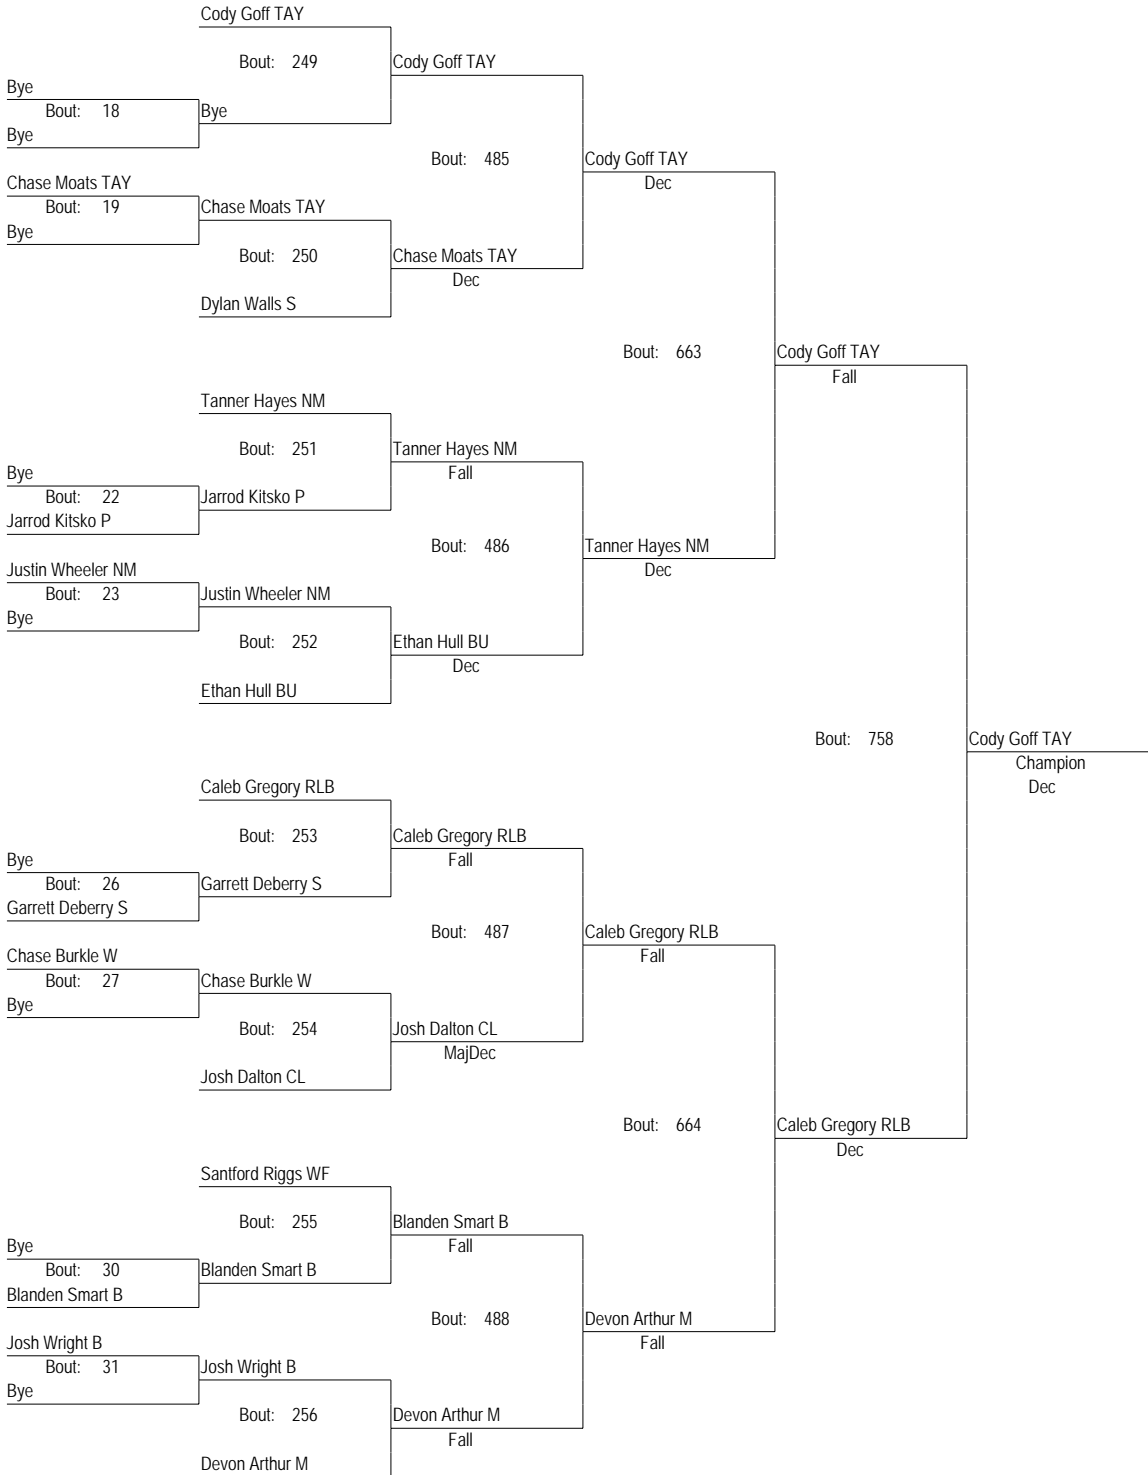 Cody Goff TAY
Bout: 249
Cody Goff TAY
Bye
Bout: 18
Bye
Bye
Bout: 485
Cody Goff TAY
Dec
Chase Moats TAY
Bout: 19
Chase Moats TAY
Bye
Bout: 250
Chase Moats TAY
Dec
Dylan Walls S
Bout: 663
Cody Goff TAY
Fall
Tanner Hayes NM
Bout: 251
Tanner Hayes NM
Fall
Bye
Bout: 22
Jarrod Kitsko P
Jarrod Kitsko P
Bout: 486
Tanner Hayes NM
Dec
Justin Wheeler NM
Bout: 23
Justin Wheeler NM
Bye
Bout: 252
Ethan Hull BU
Dec
Ethan Hull BU
Bout: 758
Cody Goff TAY
Champion
Dec
Caleb Gregory RLB
Bout: 253
Caleb Gregory RLB
Fall
Bye
Bout: 26
Garrett Deberry S
Garrett Deberry S
Bout: 487
Caleb Gregory RLB
Fall
Chase Burkle W
Bout: 27
Chase Burkle W
Bye
Bout: 254
Josh Dalton CL
MajDec
Josh Dalton CL
Bout: 664
Caleb Gregory RLB
Dec
Santford Riggs WF
Bout: 255
Blanden Smart B
Fall
Bye
Bout: 30
Blanden Smart B
Blanden Smart B
Bout: 488
Devon Arthur M
Fall
Josh Wright B
Bout: 31
Josh Wright B
Bye
Bout: 256
Devon Arthur M
Fall
Devon Arthur M